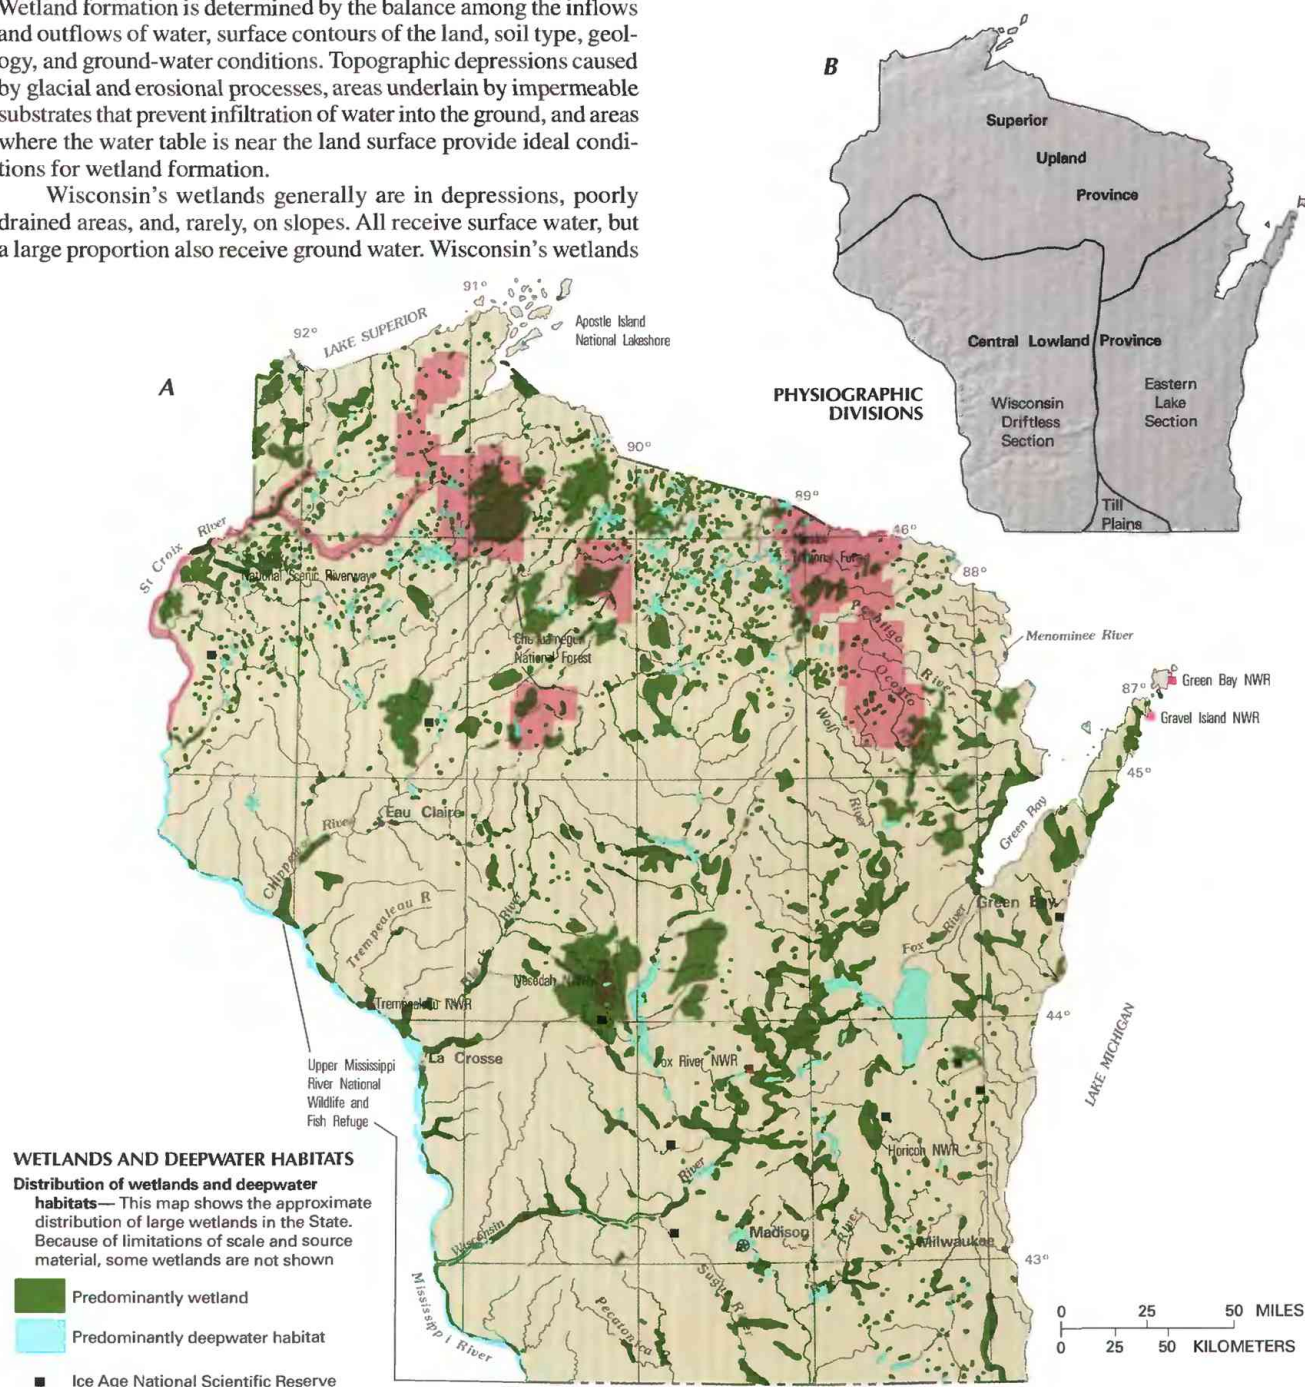 Wetland formation is determined by the balance among the inflows
and outflows of water, surface contours of the land, soil type, geol-
ogy, and ground-water conditions. Topographic depressions caused
by glacial and erosional processes, areas underlain by impermeable
substrates that prevent infiltration of water into the ground, and areas
where the water table is near the land surface provide ideal condi-
tions for wetland formation.
Wisconsin's wetlands generally are in depressions, poorly
drained areas, and, rarely, on slopes. All receive surface water, but
a large proportion also receive ground water. Wisconsin's wetlands
B
Superior
Upland
Province
Central Lowland Province
PHYSIOGRAPHIC
DIVISIONS
Wisconsin
Driftless
Section
Eastern
Lake
Section
Till
Plains
A
92°
LAKE SUPERIOR
91°
Apostle Island
National Lakeshore
90°
89°
46°
88°
St Croix River
National Scenic Riverway
Chequamegon
National Forest
Peshtigo
River
Oconto
Wolf
River
Menominee River
87°
Green Bay NWR
Gravel Island NWR
45°
Green Bay
Eau Claire
Chippewa River
Trempealeau R
Black River
Necedah NWR
Trempealeau NWR
Green Bay
Fox River
44°
LAKE MICHIGAN
La Crosse
Fox River NWR
Upper Mississippi
River National
Wildlife and
Fish Refuge
Horicon NWR
Wisconsin
River
Madison
River
Milwaukee
43°
Sugar River
Pecatonica
Mississippi River
WETLANDS AND DEEPWATER HABITATS
Distribution of wetlands and deepwater
habitats— This map shows the approximate
distribution of large wetlands in the State.
Because of limitations of scale and source
material, some wetlands are not shown
Predominantly wetland
Predominantly deepwater habitat
Ice Age National Scientific Reserve
0 25 50 MILES
0 25 50 KILOMETERS